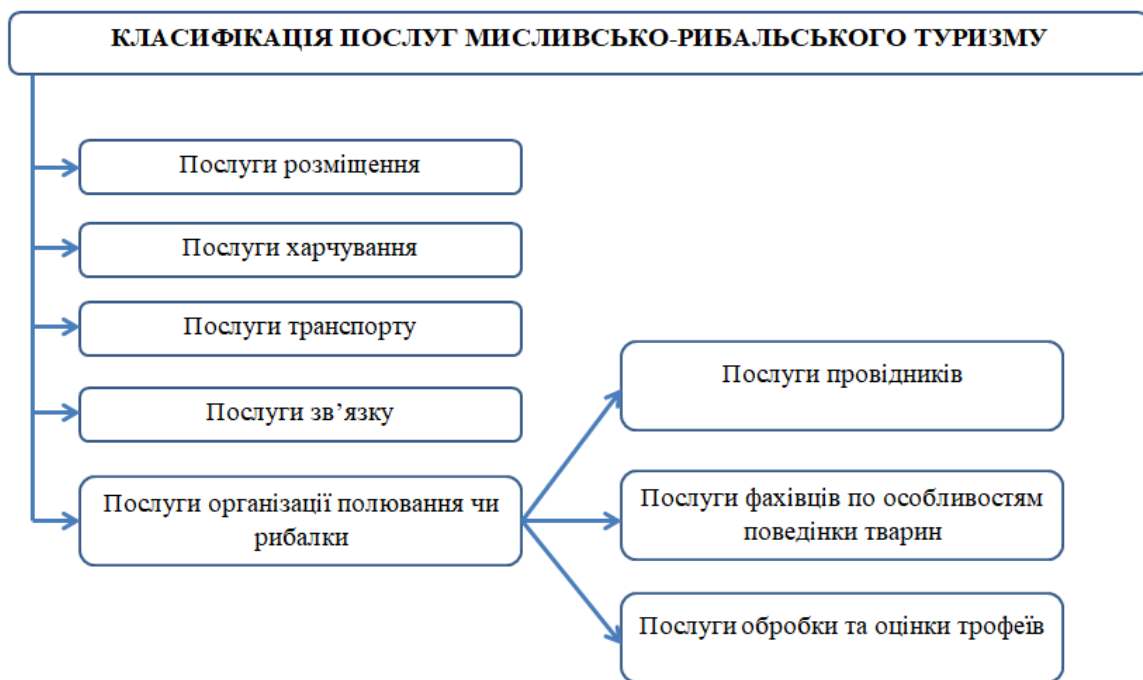 КЛАСИФІКАЦІЯ ПОСЛУГ МИСЛИВСЬКО-РИБАЛЬСЬКОГО ТУРИЗМУ
Послуги розміщення
Послуги харчування
Послуги транспорту
Послуги зв’язку
Послуги організації полювання чи
рибалки
Послуги провідників
Послуги фахівців по особливостям
поведінки тварин
Послуги обробки та оцінки трофеїв